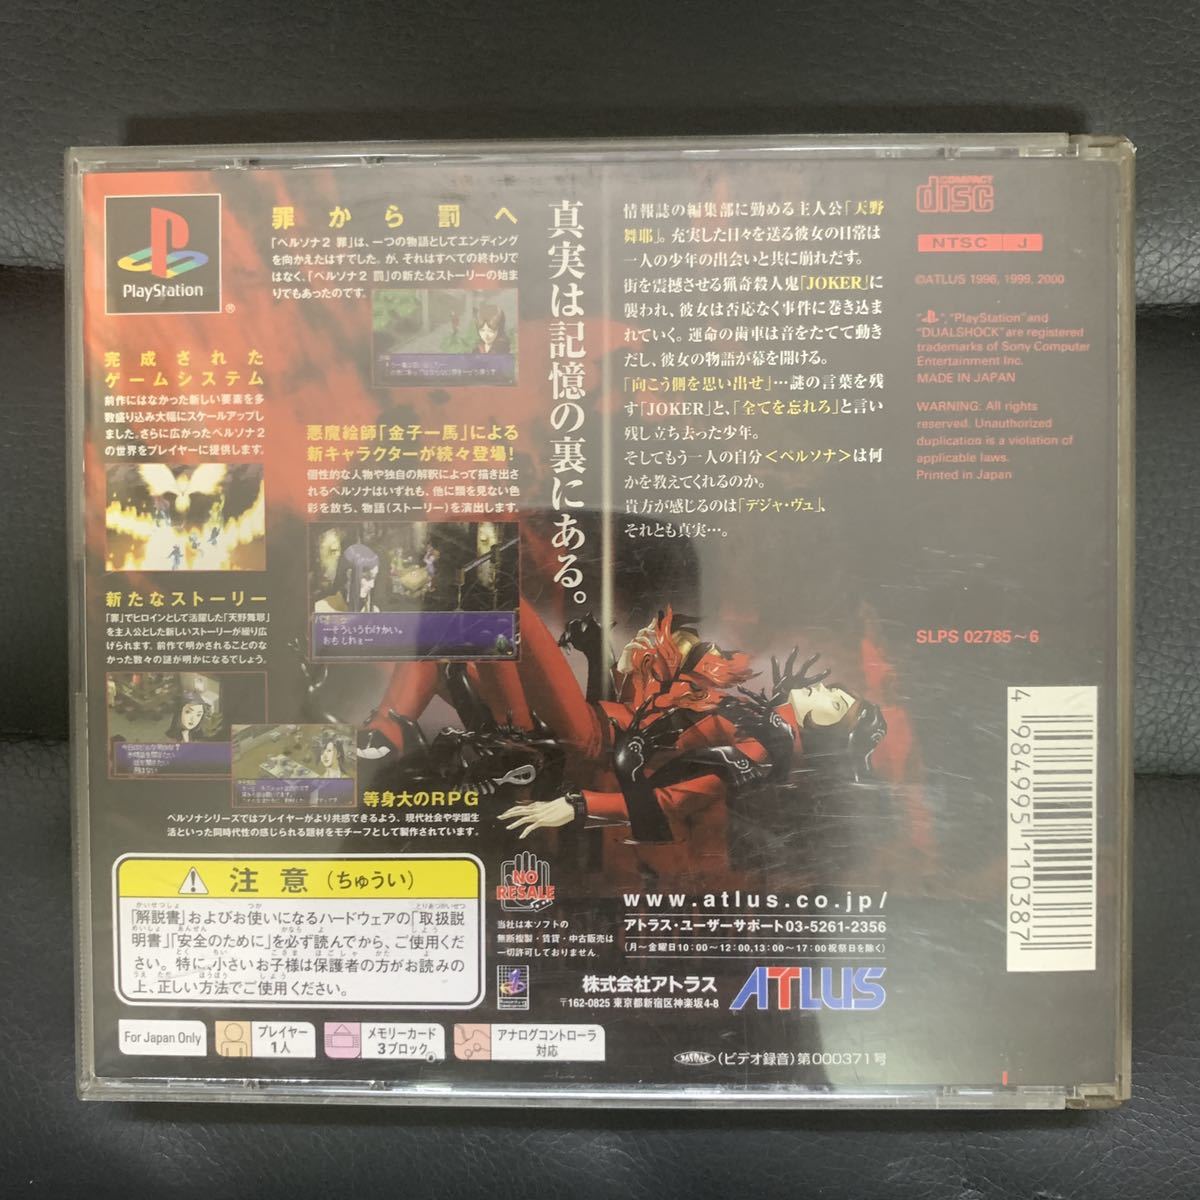 PlayStation
®
罪から罰へ
「ペルソナ2 罪」は、一つの物語としてエンディング
を向かえたはずでした。が、それはすべての終わりで
はなく、「ペルソナ2 罰」の新たなストーリーの始ま
りでもあったのです。
完成された
ゲームシステム
前作にはなかった新しい要素を多
数盛り込み大幅にスケールアップし
ました。さらに広がったペルソナ2
の世界をプレイヤーに提供します。
悪魔絵師「金子一馬」による
新キャラクターが続々登場!
個性的な人物や独自の解釈によって描き出さ
れるペルソナはいずれも、他に類を見ない色
彩を放ち、物語(ストーリー)を演出します。
…そういうわけかい。
おもしれぇ…
新たなストーリー
「罪」でヒロインとして活躍した「天野舞耶」
を主人公とした新しいストーリーが繰り広
げられます。前作で明かされることのな
かった数々の謎が明かになるでしょう。
等身大のRPG
ペルソナシリーズではプレイヤーがより共感できるよう、現代社会や学園生
活といった同時代性の感じられる題材をモチーフとして製作されています。
真実は記憶の裏にある。
情報誌の編集部に勤める主人公「天野
舞耶」。充実した日々を送る彼女の日常は
一人の少年の出会いと共に崩れだす。
街を震撼させる猟奇殺人鬼「JOKER」に
襲われ、彼女は否応なく事件に巻き込ま
れていく。運命の歯車は音をたてて動き
だし、彼女の物語が幕を開ける。
「向こう側を思い出せ」…謎の言葉を残
す「JOKER」と、「全てを忘れろ」と言い
残し立ち去った少年。
そしてもう一人の自分<ペルソナ>は何
かを教えてくれるのか。
貴方が感じるのは「デジャ・ヴュ」、
それとも真実…。
COMPACT
disc
NTSC J
©ATLUS 1996, 1999, 2000
" ", "PlayStation" and
"DUALSHOCK" are registered
trademarks of Sony Computer
Entertainment Inc.
MADE IN JAPAN
WARNING: All rights
reserved. Unauthorized
duplication is a violation of
applicable laws.
Printed in Japan
SLPS 02785~6
4 984995 110387
注意(ちゅうい)
「解説書」およびお使いになるハードウェアの「取扱説
明書」「安全のために」を必ず読んでから、ご使用くだ
さい。特に、小さいお子様は保護者の方がお読みの
上、正しい方法でご使用ください。
NO
RESALE
当社は本ソフトの
無断複製・賃貸・中古販売は
一切許可しておりません。
www.atlus.co.jp/
アトラス・ユーザーサポート03-5261-2356
(月~金曜日10:00~12:00,13:00~17:00祝祭日を除く)
株式会社アトラス
〒162-0825 東京都新宿区神楽坂4-8
ATLUS
For Japan Only
プレイヤー
1人
メモリーカード
3ブロック
アナログコントローラ
対応
(ビデオ録音)第000371号